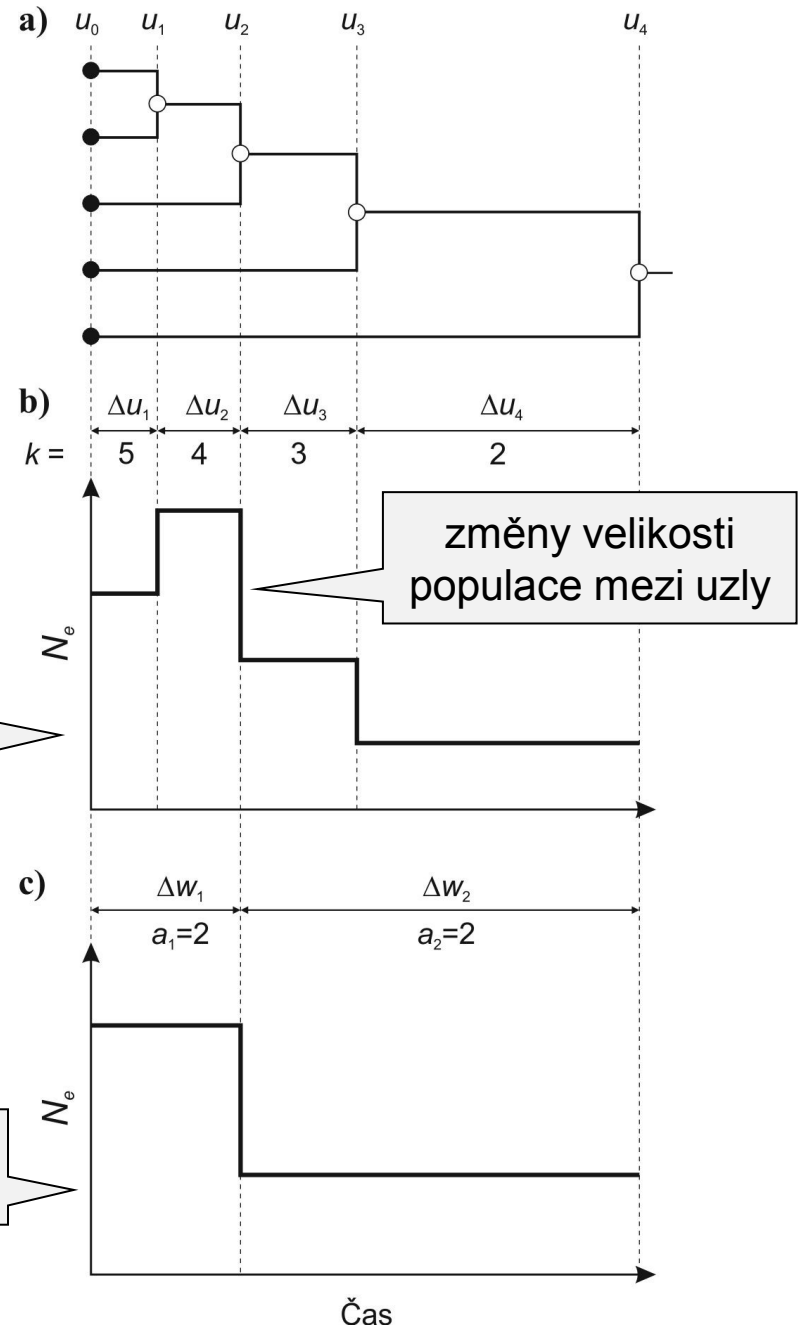 a) u₀ u₁ u₂ u₃ u₄
b) Δu₁ Δu₂ Δu₃ Δu₄
k = 5 4 3 2
změny velikosti
populace mezi uzly
Nₑ
c) Δw₁ Δw₂
a₁=2 a₂=2
Nₑ
Čas